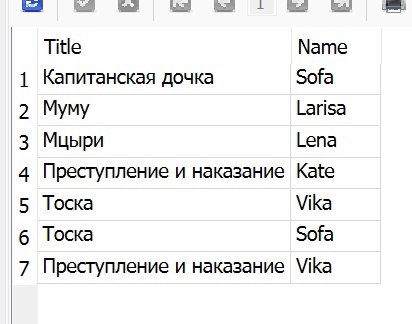 1
Title Name
1 Капитанская дочка Sofa
2 Муму Larisa
3 Мцыри Lena
4 Преступление и наказание Kate
5 Тоска Vika
6 Тоска Sofa
7 Преступление и наказание Vika